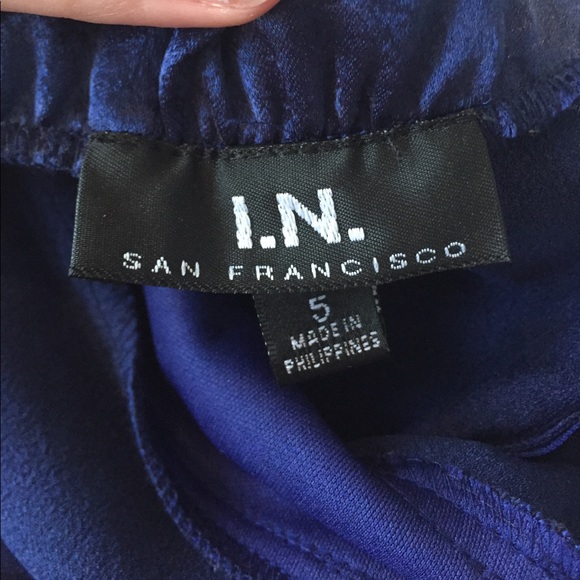 I.N.
SAN FRANCISCO
5
MADE IN
PHILIPPINES